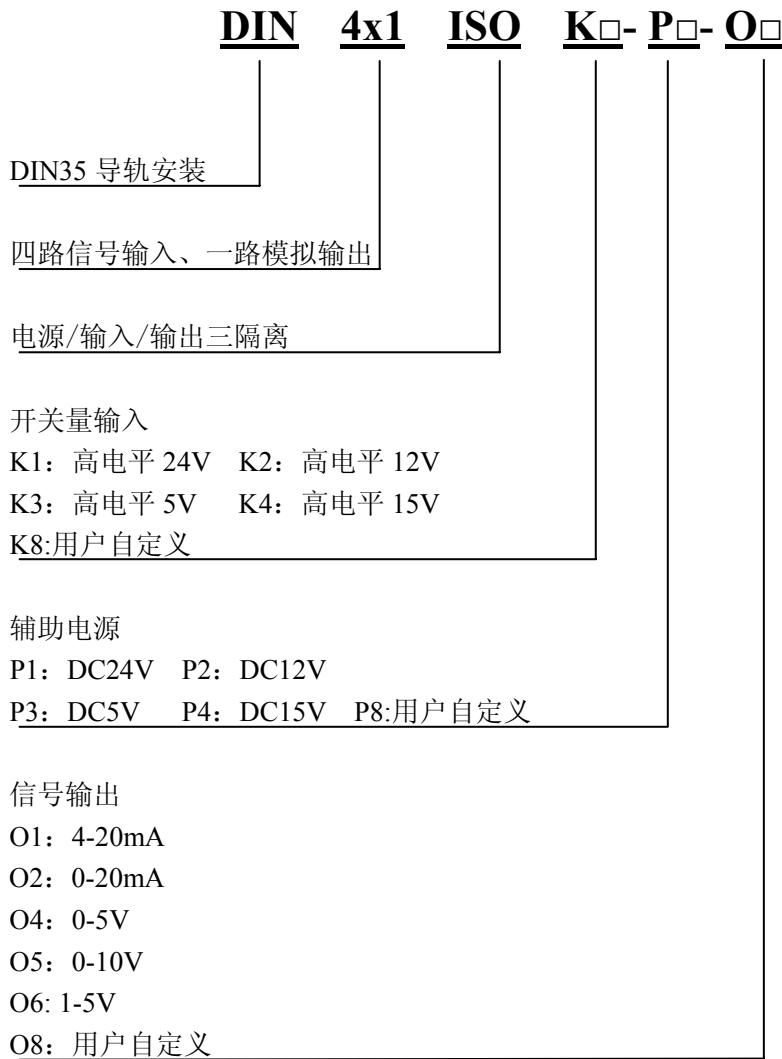 DIN 4x1 ISO K□- P□- O□
DIN35 导轨安装
四路信号输入、一路模拟输出
电源/输入/输出三隔离
开关量输入
K1：高电平 24V K2：高电平 12V
K3：高电平 5V K4：高电平 15V
K8:用户自定义
辅助电源
P1：DC24V P2：DC12V
P3：DC5V P4：DC15V P8:用户自定义
信号输出
O1：4-20mA
O2：0-20mA
O4：0-5V
O5：0-10V
O6: 1-5V
O8：用户自定义